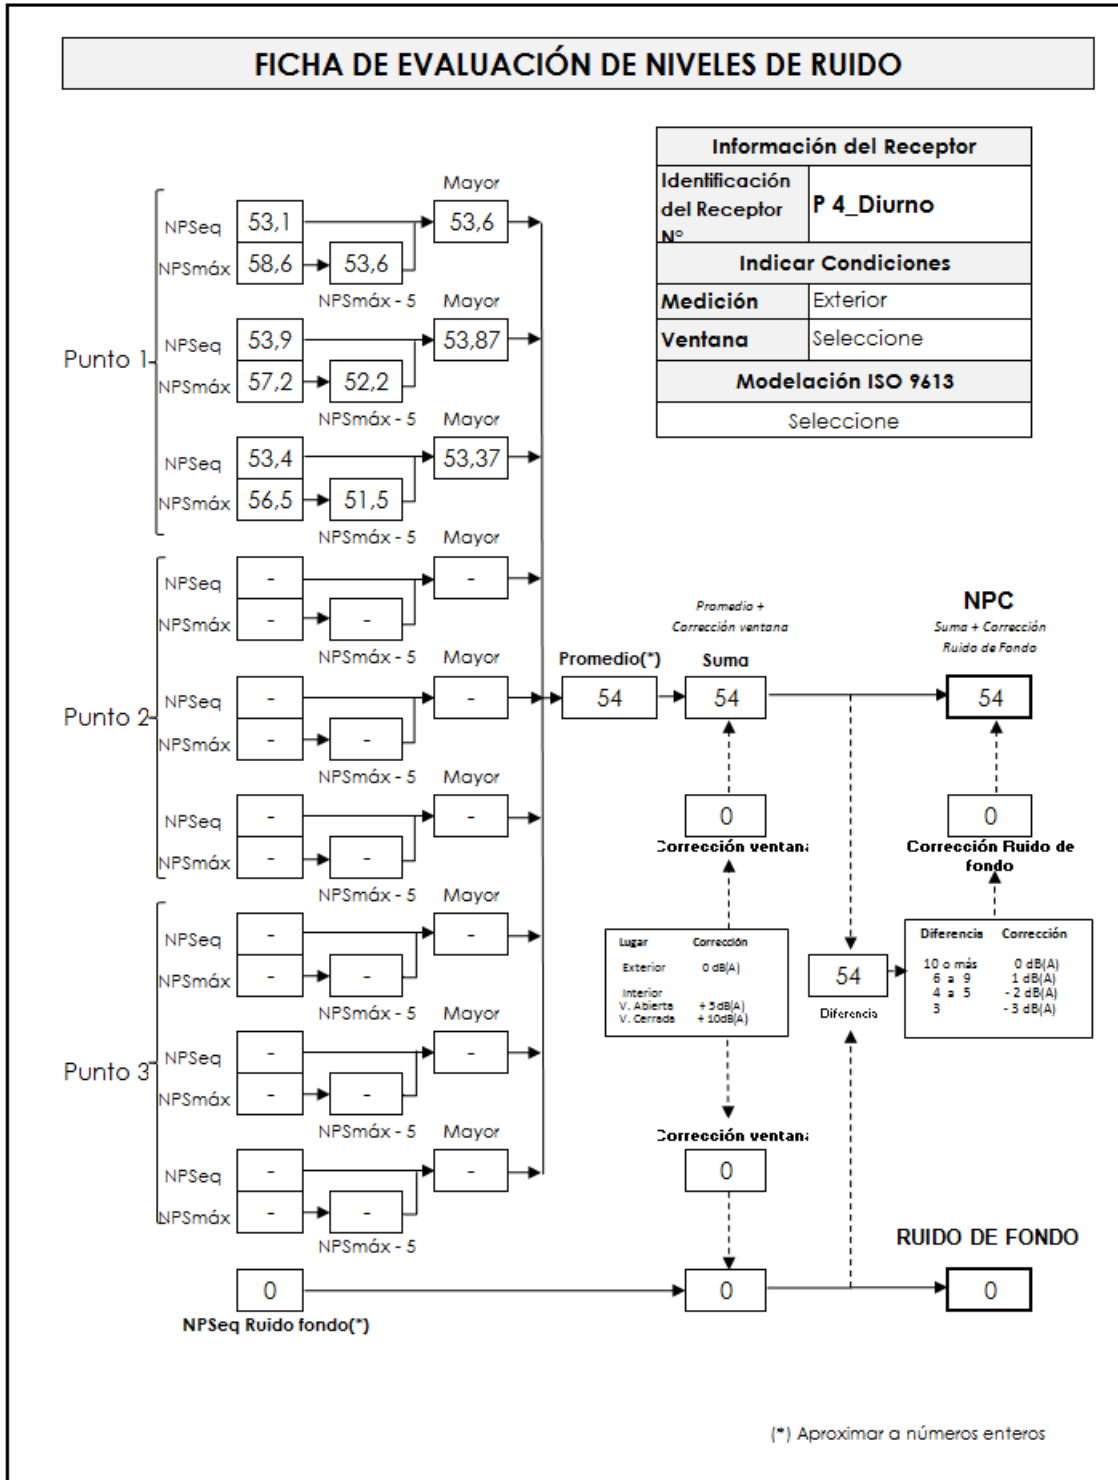 FICHA DE EVALUACIÓN DE NIVELES DE RUIDO
Información del Receptor
Identificación del Receptor N°
P 4_Diurno
Indicar Condiciones
Medición Exterior
Ventana Seleccione
Modelación ISO 9613
Seleccione
Punto 1
Mayor
NPSeq 53,1 53,6
NPSmáx 58,6 53,6
NPSmáx - 5 Mayor
NPSeq 53,9 53,87
NPSmáx 57,2 52,2
NPSmáx - 5 Mayor
NPSeq 53,4 53,37
NPSmáx 56,5 51,5
NPSmáx - 5 Mayor
Punto 2
NPSeq - -
NPSmáx - -
NPSmáx - 5 Mayor
NPSeq - -
NPSmáx - -
NPSmáx - 5 Mayor
NPSeq - -
NPSmáx - -
NPSmáx - 5 Mayor
Punto 3
NPSeq - -
NPSmáx - -
NPSmáx - 5 Mayor
NPSeq - -
NPSmáx - -
NPSmáx - 5 Mayor
NPSeq - -
NPSmáx - -
NPSmáx - 5
0
NPSeq Ruido fondo(*)
Promedio(*)
54
Promedio +
Corrección ventana
Suma
54
0
Corrección ventana
Lugar Corrección
Exterior 0 dB(A)
Interior
V. Abierta + 5dB(A)
V. Cerrada + 10dB(A)
Corrección ventana
0
0
NPC
Suma + Corrección
Ruido de Fondo
54
0
Corrección Ruido de
fondo
54
Diferencia
Diferencia Corrección
10 o más 0 dB(A)
6 a 9 1 dB(A)
4 a 5 - 2 dB(A)
3 - 3 dB(A)
RUIDO DE FONDO
0
(*) Aproximar a números enteros